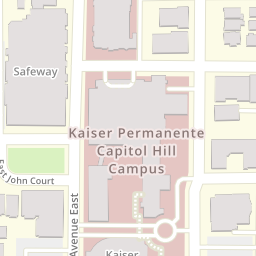 Safeway
Kaiser Permanente
Capitol Hill
Campus
East John Court
Avenue East
Kaiser